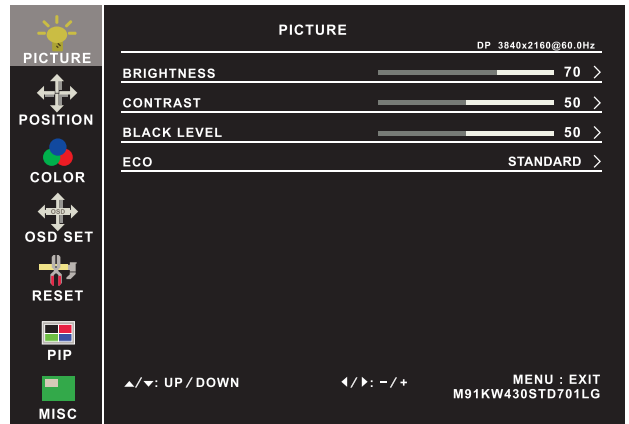 PICTURE
DP 3840x2160@60.0Hz
PICTURE
BRIGHTNESS 70 >
CONTRAST 50 >
POSITION
BLACK LEVEL 50 >
ECO STANDARD >
COLOR
OSD
OSD SET
RESET
PIP
▲/▼: UP / DOWN ◀/▶: - / + MENU : EXIT
M91KW430STD701LG
MISC